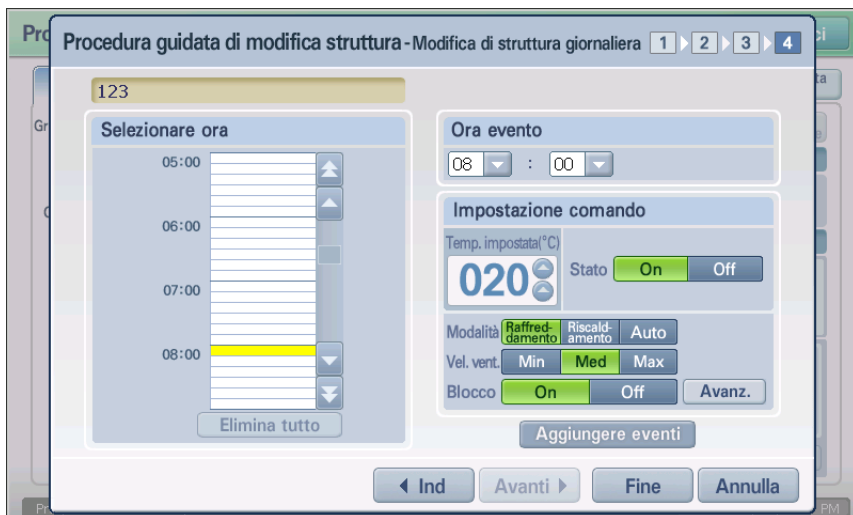 Procedura guidata di modifica struttura - Modifica di struttura giornaliera 1 2 3 4
123
Selezionare ora
05:00
06:00
07:00
08:00
Elimina tutto
Ora evento
08 : 00
Impostazione comando
Temp. impostata(°C)
020
Stato On Off
Modalità Raffred-damento Riscald-amento Auto
Vel. vent. Min Med Max
Blocco On Off Avanz.
Aggiungere eventi
Ind Avanti Fine Annulla
PM